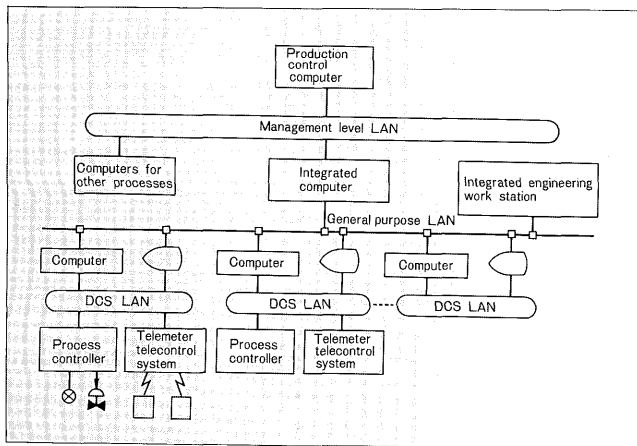 Production
control
computer
Management level LAN
Computers for
other processes
Integrated
computer
Integrated engineering
work station
General purpose LAN
Computer
Computer
Computer
DCS LAN
DCS LAN
DCS LAN
Process
controller
Telemeter
telecontrol
system
Process
controller
Telemeter
telecontrol
system